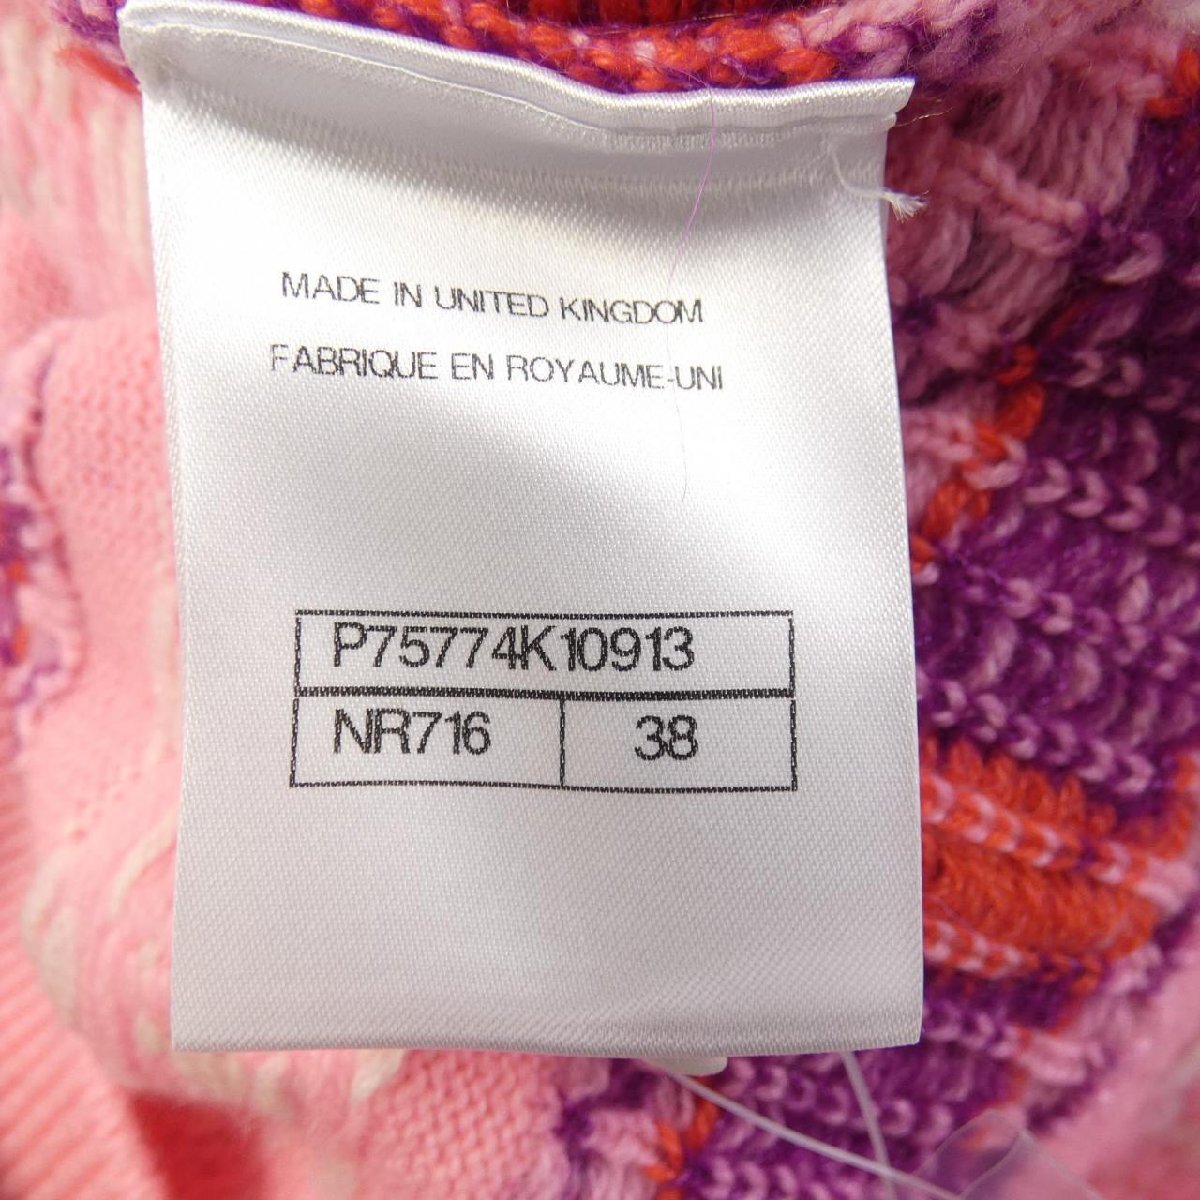 MADE IN UNITED KINGDOM
FABRIQUE EN ROYAUME-UNI
P75774K10913
NR716 38